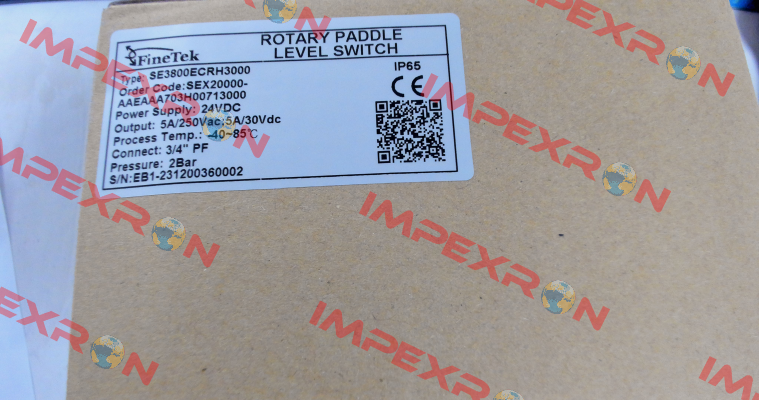 FineTek
ROTARY PADDLE
LEVEL SWITCH
Type: SE3800ECRH3000
Order Code:SEX20000-
AAEAAA703H00713000
Power Supply: 24VDC
Output: 5A/250Vac;5A/30Vdc
Process Temp.: -40~85℃
Connect: 3/4" PF
Pressure: 2Bar
S/N:EB1-231200360002
IP65
CE
IMPEXRON
IMPEXRON
IMPEXRON
IMPEXRON
IMPEXRON
IMPEXRON
IMPEXRON